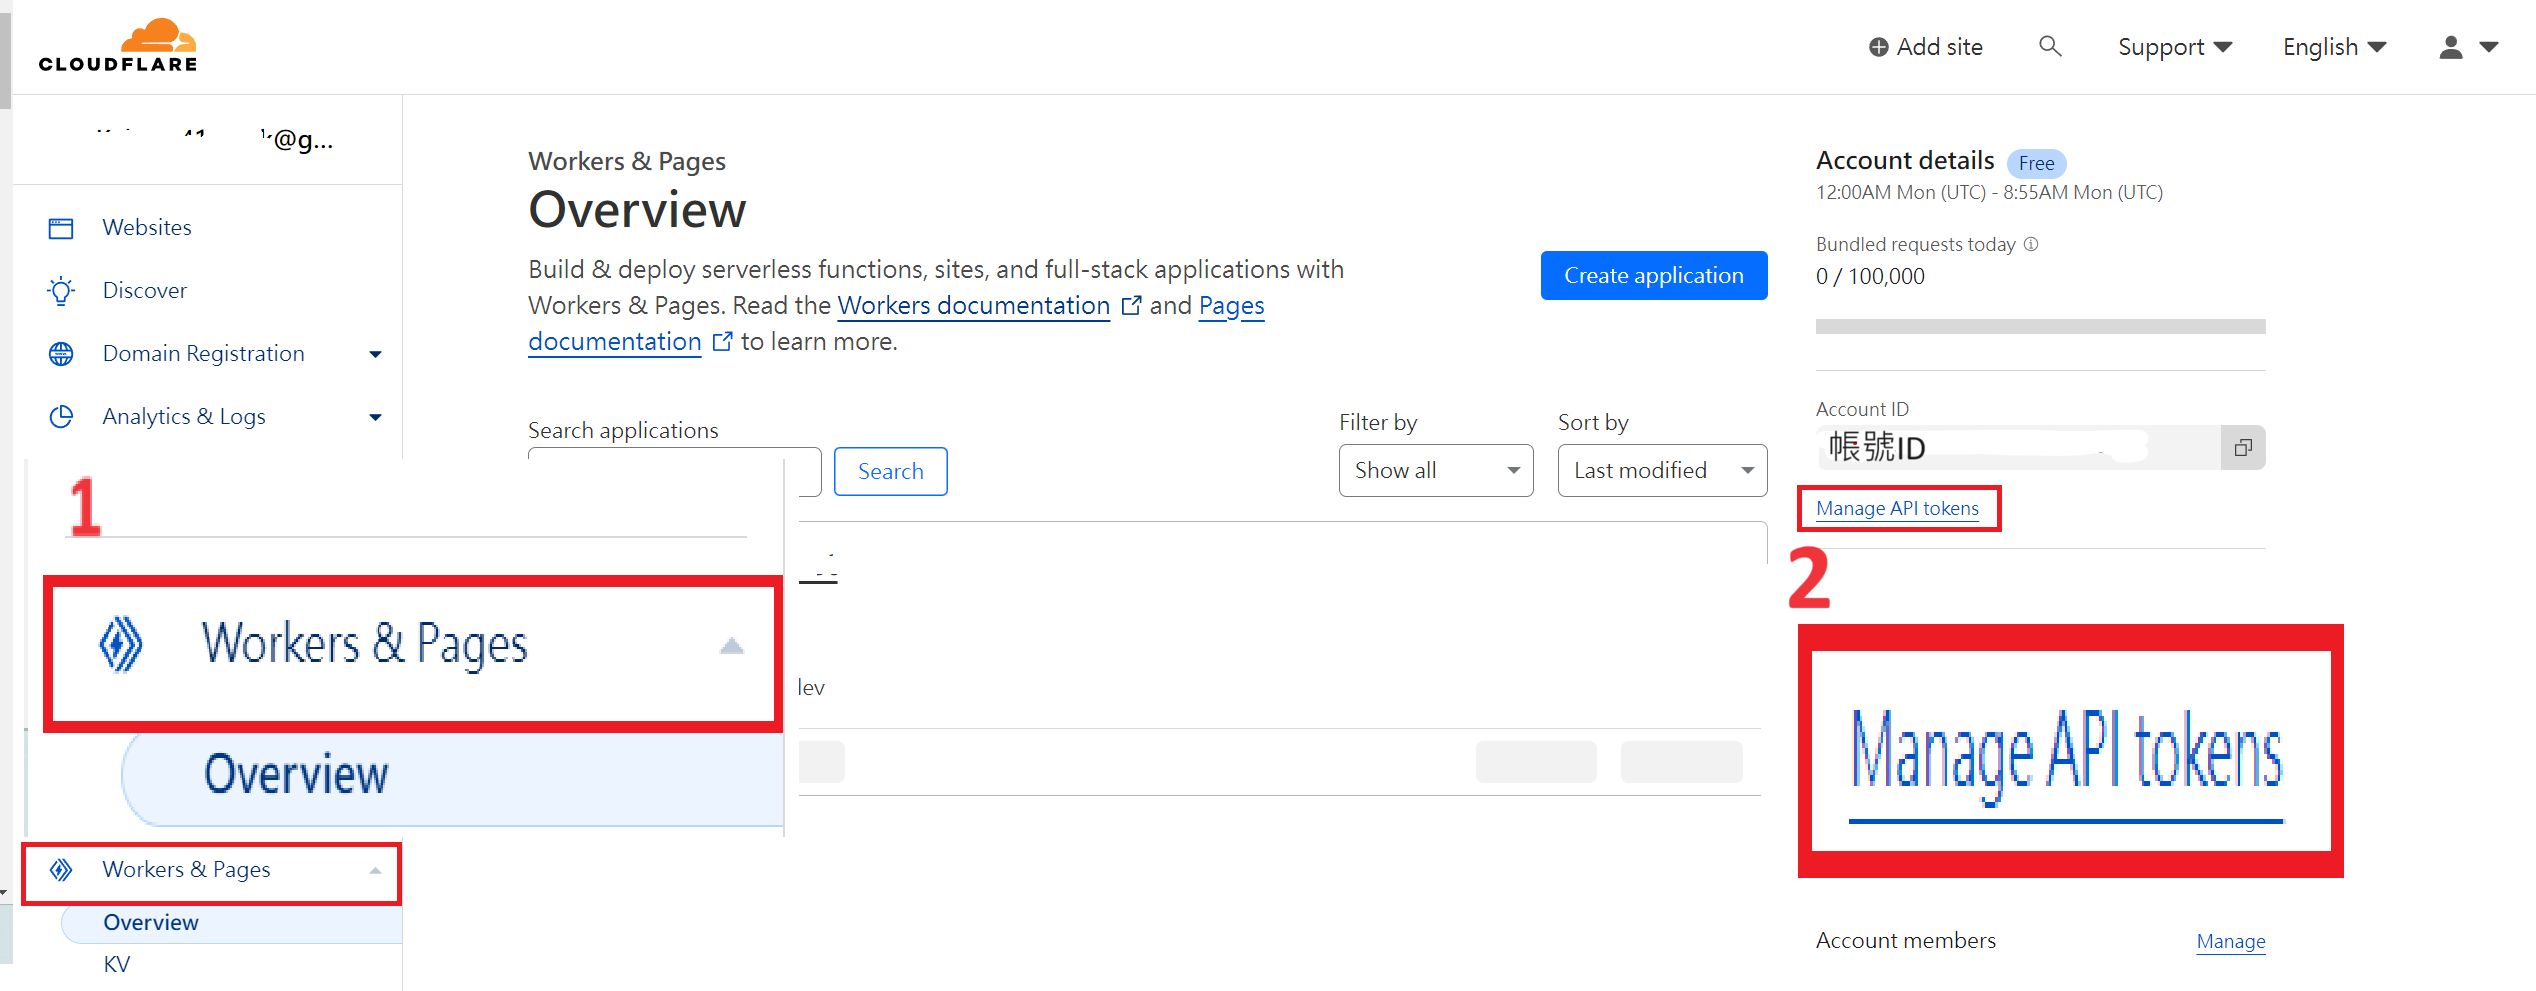 CLOUDFLARE
Add site
Support
English
@g...
Websites
Discover
Domain Registration
Analytics & Logs
1
Workers & Pages
Overview
Workers & Pages
Overview
KV
Workers & Pages
Overview
Build & deploy serverless functions, sites, and full-stack applications with
Workers & Pages. Read the Workers documentation and Pages
documentation to learn more.
Create application
Search applications
Search
Filter by
Show all
Sort by
Last modified
Account details Free
12:00AM Mon (UTC) - 8:55AM Mon (UTC)
Bundled requests today
0 / 100,000
Account ID
帳號ID
Manage API tokens
2
Manage API tokens
Account members
Manage